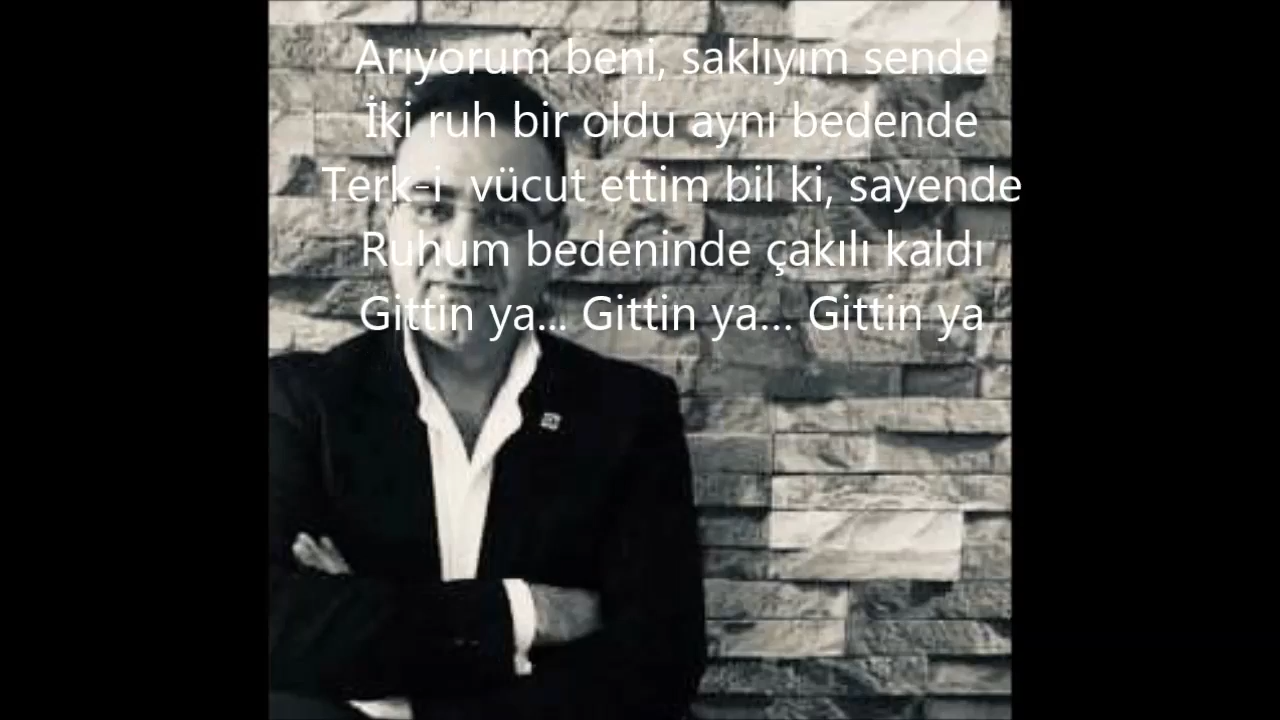 Arıyorum beni, saklıyım sende
İki ruh bir oldu aynı bedende
Terk-i vücut ettim bil ki, sayende
Ruhum bedeninde çakılı kaldı
Gittin ya... Gittin ya... Gittin ya